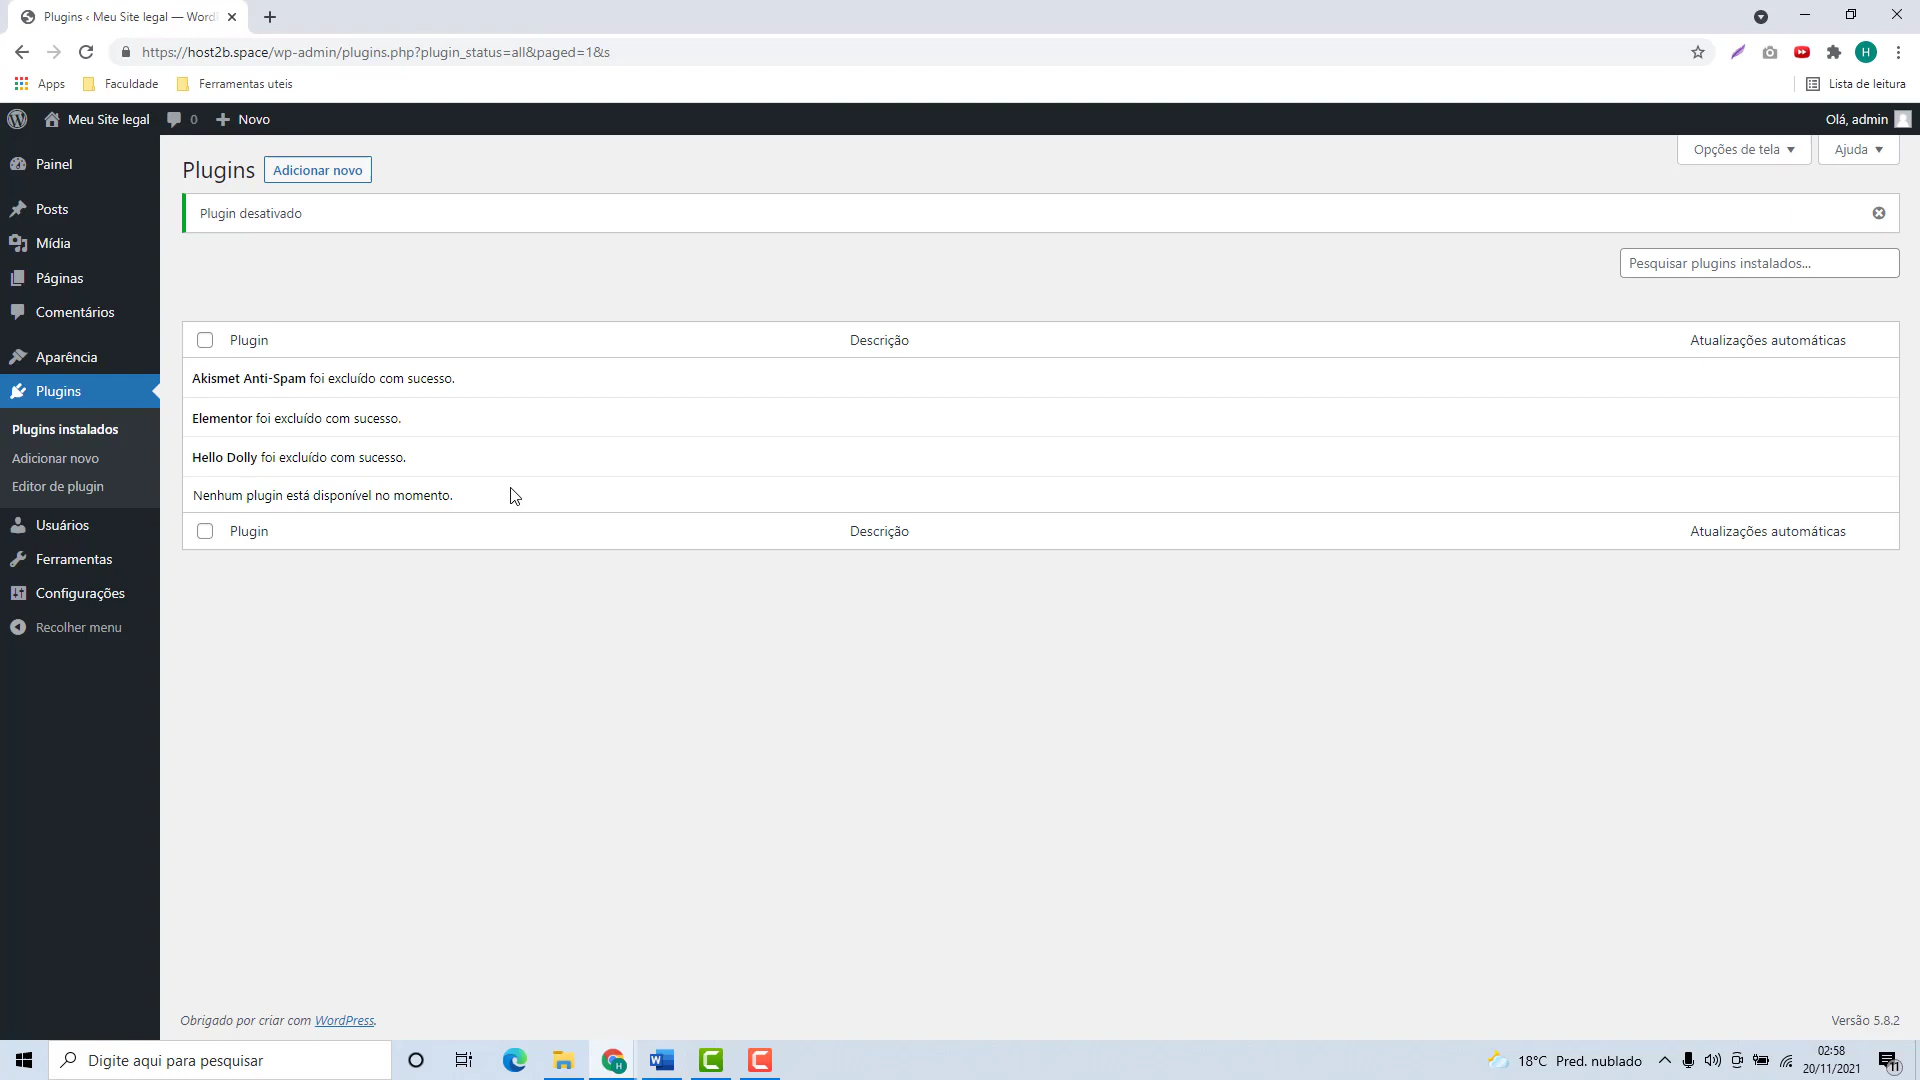 Plugins ‹ Meu Site legal — Word
https://host2b.space/wp-admin/plugins.php?plugin_status=all&paged=1&s
H
Apps
Faculdade
Ferramentas uteis
Lista de leitura
Meu Site legal
0
Novo
Olá, admin
Painel
Posts
Mídia
Páginas
Comentários
Aparência
Plugins
Plugins instalados
Adicionar novo
Editor de plugin
Usuários
Ferramentas
Configurações
Recolher menu
Plugins
Adicionar novo
Opções de tela
Ajuda
Plugin desativado
Pesquisar plugins instalados...
Plugin
Descrição
Atualizações automáticas
Akismet Anti-Spam foi excluído com sucesso.
Elementor foi excluído com sucesso.
Hello Dolly foi excluído com sucesso.
Nenhum plugin está disponível no momento.
Plugin
Descrição
Atualizações automáticas
Obrigado por criar com WordPress.
Versão 5.8.2
Digite aqui para pesquisar
18°C Pred. nublado
02:58
20/11/2021
11